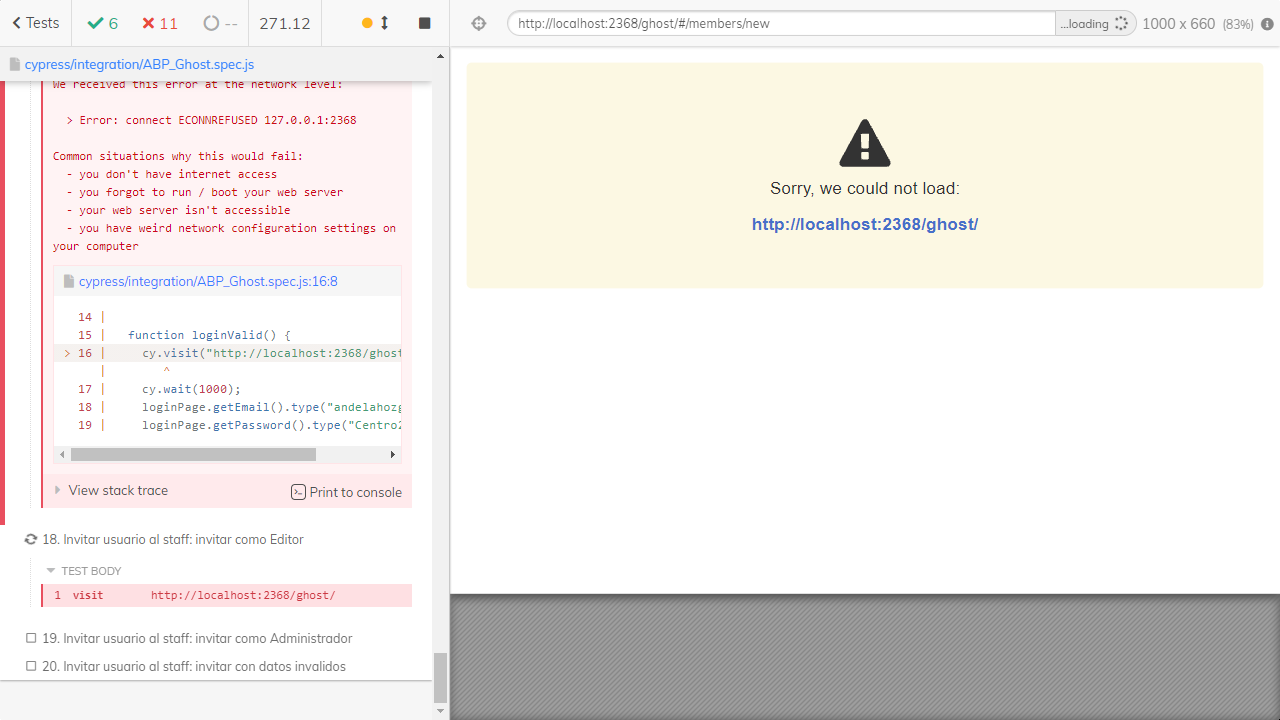 Tests
6
11
--
271.12
http://localhost:2368/ghost/#/members/new
...loading
1000 x 660 (83%)
cypress/integration/ABP_Ghost.spec.js
We received this error at the network level:
> Error: connect ECONNREFUSED 127.0.0.1:2368
Common situations why this would fail:
- you don't have internet access
- you forgot to run / boot your web server
- your web server isn't accessible
- you have weird network configuration settings on
your computer
cypress/integration/ABP_Ghost.spec.js:16:8
14 |
15 | function loginValid() {
> 16 | cy.visit("http://localhost:2368/ghost
| ^
17 | cy.wait(1000);
18 | loginPage.getEmail().type("andelahozg
19 | loginPage.getPassword().type("Centro2
View stack trace
Print to console
18. Invitar usuario al staff: invitar como Editor
TEST BODY
1 visit http://localhost:2368/ghost/
19. Invitar usuario al staff: invitar como Administrador
20. Invitar usuario al staff: invitar con datos invalidos
Sorry, we could not load:
http://localhost:2368/ghost/